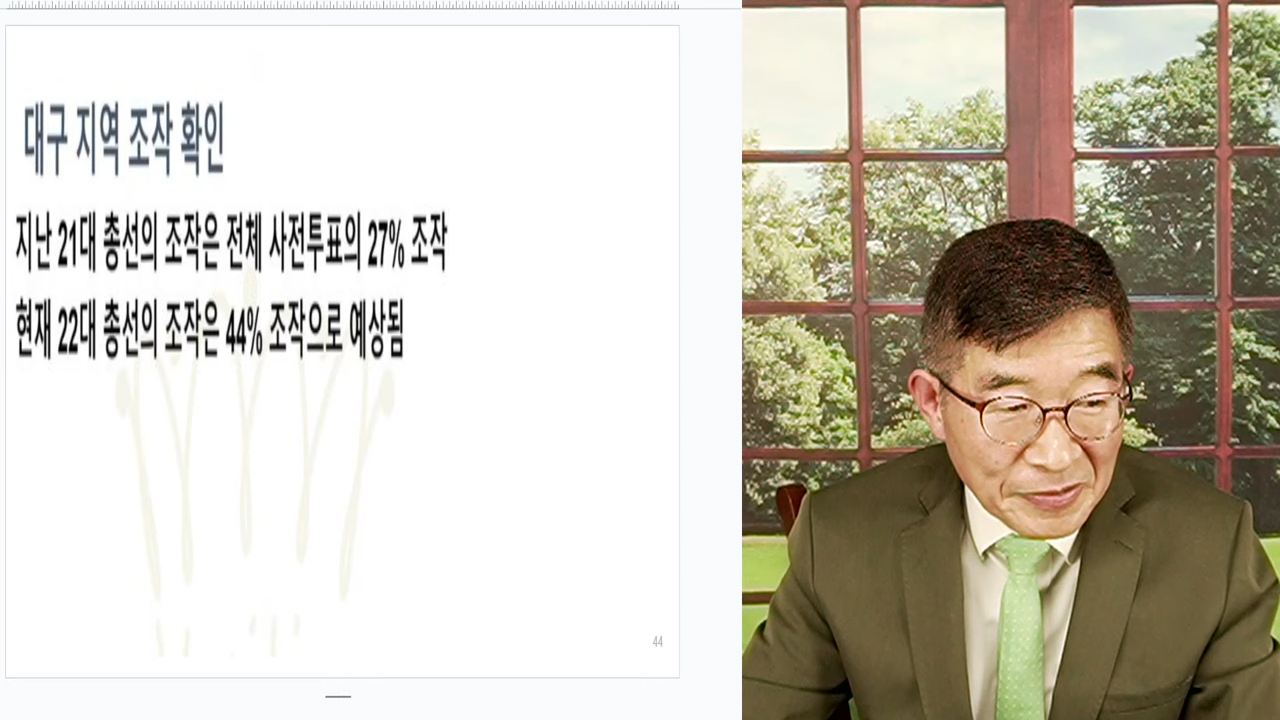 대구 지역 조작 확인
지난 21대 총선의 조작은 전체 사전투표의 27% 조작
현재 22대 총선의 조작은 44% 조작으로 예상됨
44